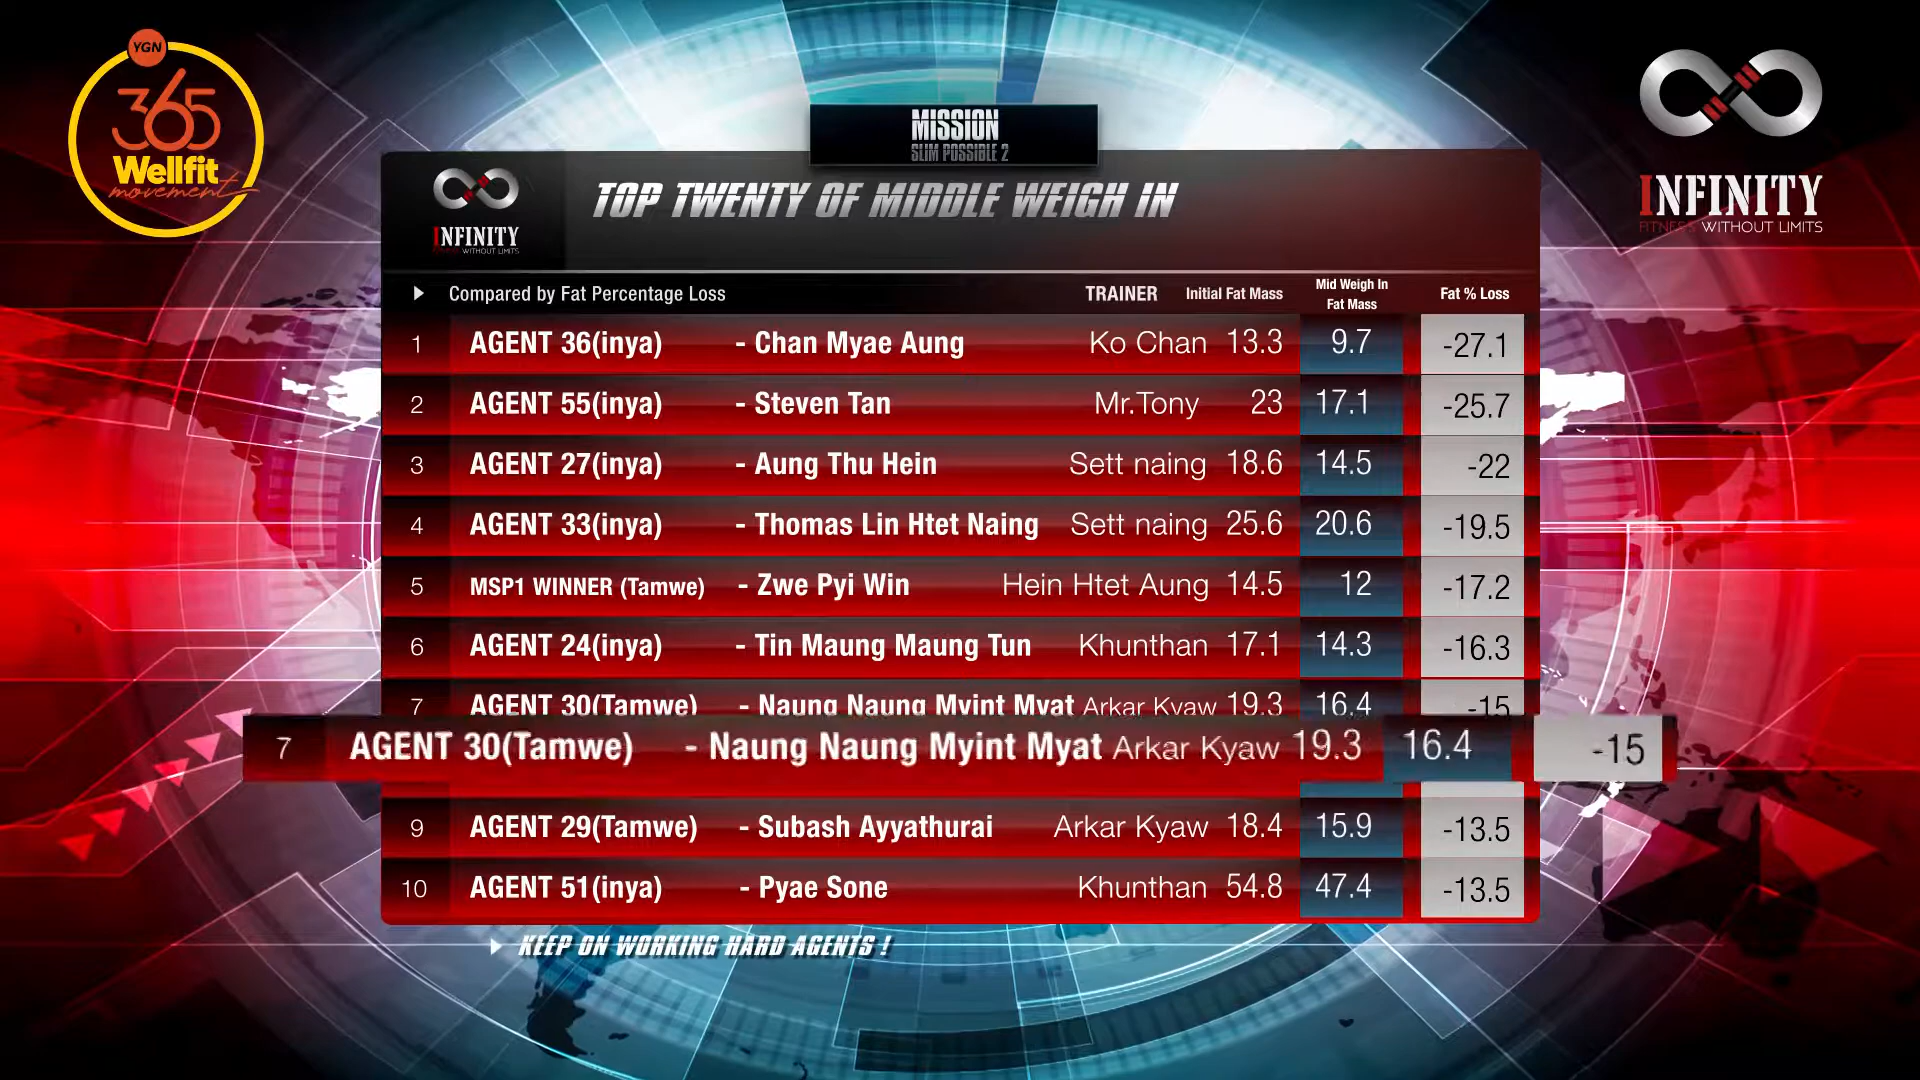 YGN
365
Wellfit
movement
INFINITY
FITNESS WITHOUT LIMITS
MISSION
SLIM POSSIBLE 2
INFINITY
WITHOUT LIMITS
TOP TWENTY OF MIDDLE WEIGH IN
Compared by Fat Percentage Loss TRAINER Initial Fat Mass Mid Weigh In Fat Mass Fat % Loss
1 AGENT 36(inya) - Chan Myae Aung Ko Chan 13.3 9.7 -27.1
2 AGENT 55(inya) - Steven Tan Mr.Tony 23 17.1 -25.7
3 AGENT 27(inya) - Aung Thu Hein Sett naing 18.6 14.5 -22
4 AGENT 33(inya) - Thomas Lin Htet Naing Sett naing 25.6 20.6 -19.5
5 MSP1 WINNER (Tamwe) - Zwe Pyi Win Hein Htet Aung 14.5 12 -17.2
6 AGENT 24(inya) - Tin Maung Maung Tun Khunthan 17.1 14.3 -16.3
7 AGENT 30(Tamwe) - Naung Naung Myint Myat Arkar Kyaw 19.3 16.4 -15
7 AGENT 30(Tamwe) - Naung Naung Myint Myat Arkar Kyaw 19.3 16.4 -15
9 AGENT 29(Tamwe) - Subash Ayyathurai Arkar Kyaw 18.4 15.9 -13.5
10 AGENT 51(inya) - Pyae Sone Khunthan 54.8 47.4 -13.5
KEEP ON WORKING HARD AGENTS !